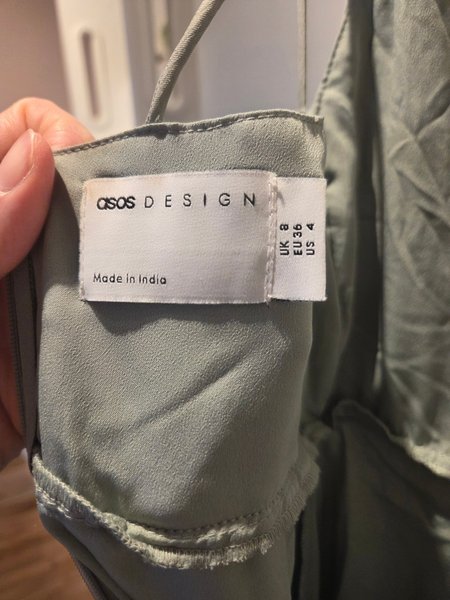 asos DESIGN
Made in India
UK 8
EU 36
US 4